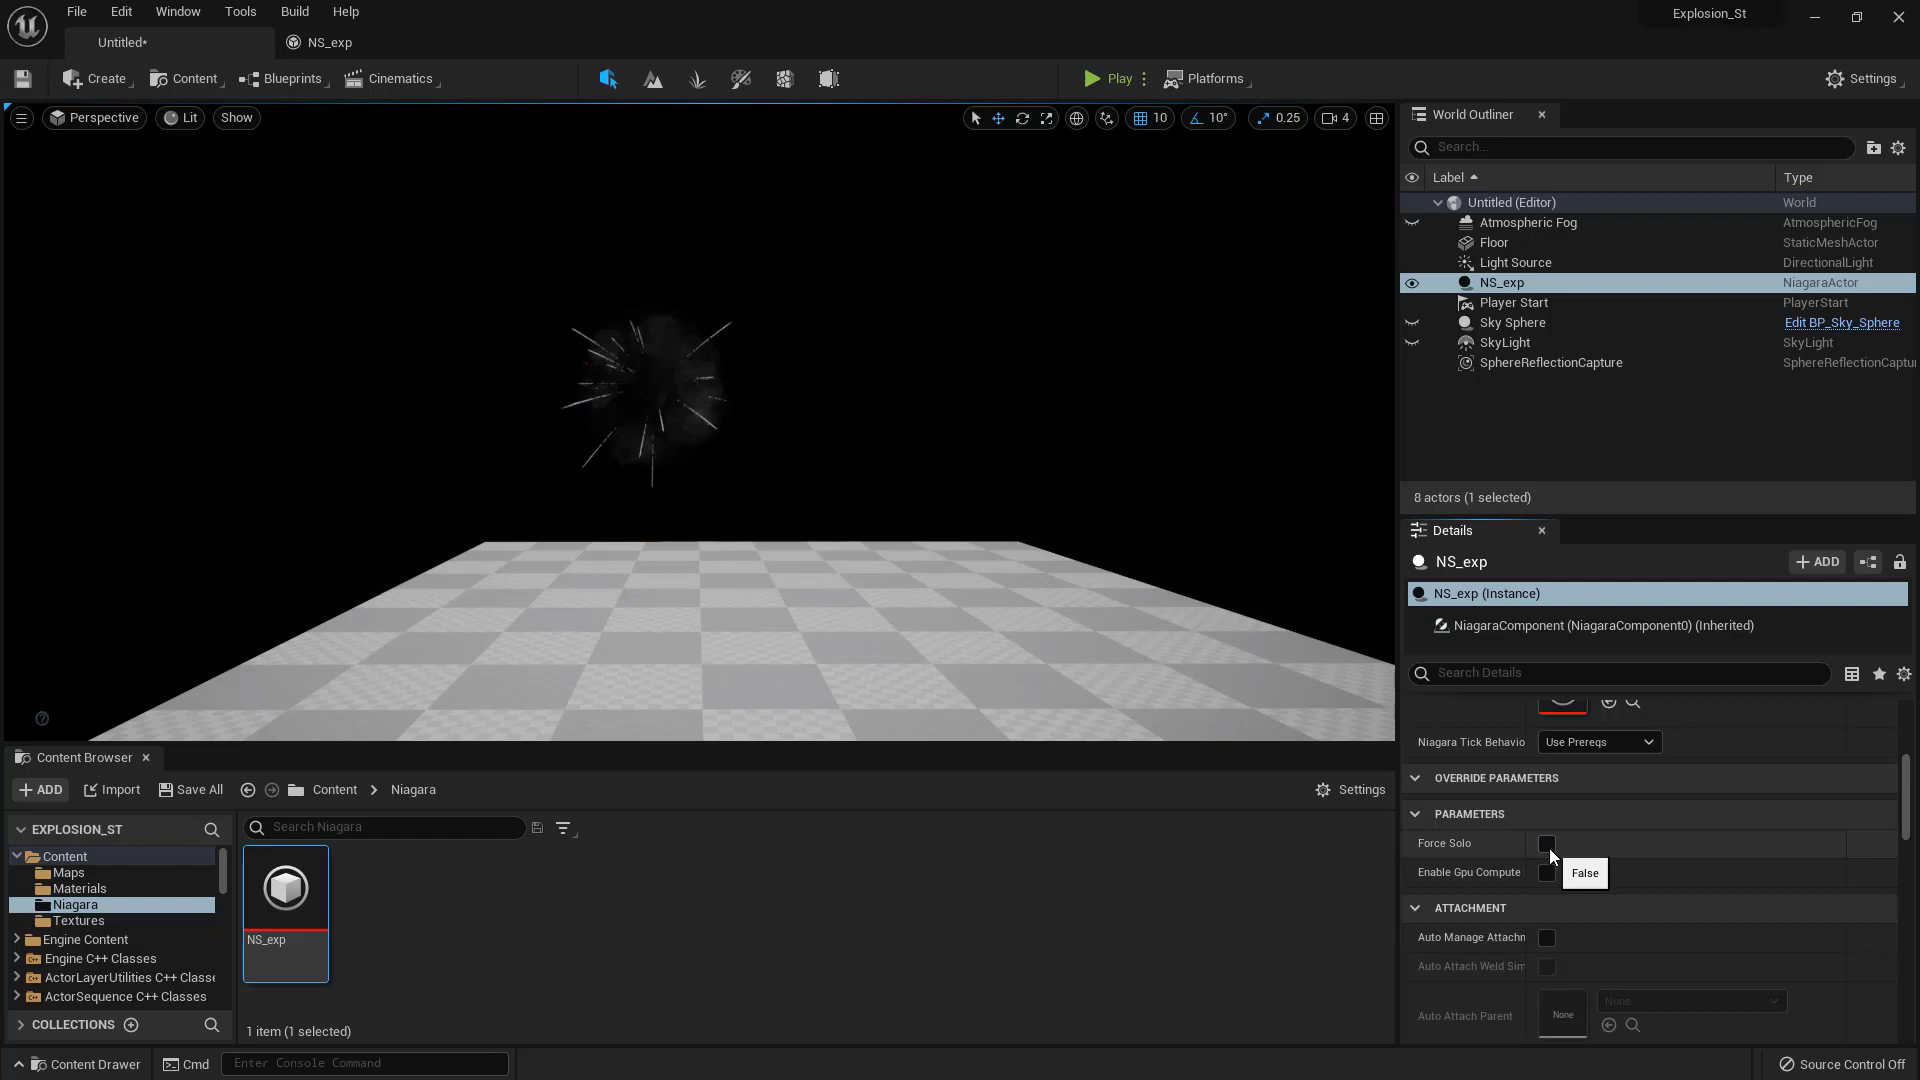 File Edit Window Tools Build Help
Explosion_St
Untitled*
NS_exp
Create
Content
Blueprints
Cinematics
Play
Platforms
Settings
Perspective
Lit
Show
10
10°
0.25
4
World Outliner
Search...
Label
Type
Untitled (Editor) World
Atmospheric Fog AtmosphericFog
Floor StaticMeshActor
Light Source DirectionalLight
NS_exp NiagaraActor
Player Start PlayerStart
Sky Sphere Edit BP_Sky_Sphere
SkyLight SkyLight
SphereReflectionCapture SphereReflectionCaptu
8 actors (1 selected)
Details
NS_exp
ADD
NS_exp (Instance)
NiagaraComponent (NiagaraComponent0) (Inherited)
Search Details
Niagara Tick Behavio Use Prereqs
OVERRIDE PARAMETERS
PARAMETERS
Force Solo
Enable Gpu Compute
False
ATTACHMENT
Auto Manage Attachn
Auto Attach Weld Sim
Auto Attach Parent None None
Content Browser
ADD Import Save All Content Niagara Settings
EXPLOSION_ST
Search Niagara
Content
Maps
Materials
Niagara
Textures
Engine Content
Engine C++ Classes
ActorLayerUtilities C++ Classe
ActorSequence C++ Classes
COLLECTIONS
NS_exp
1 item (1 selected)
Content Drawer
Cmd
Enter Console Command
Source Control Off